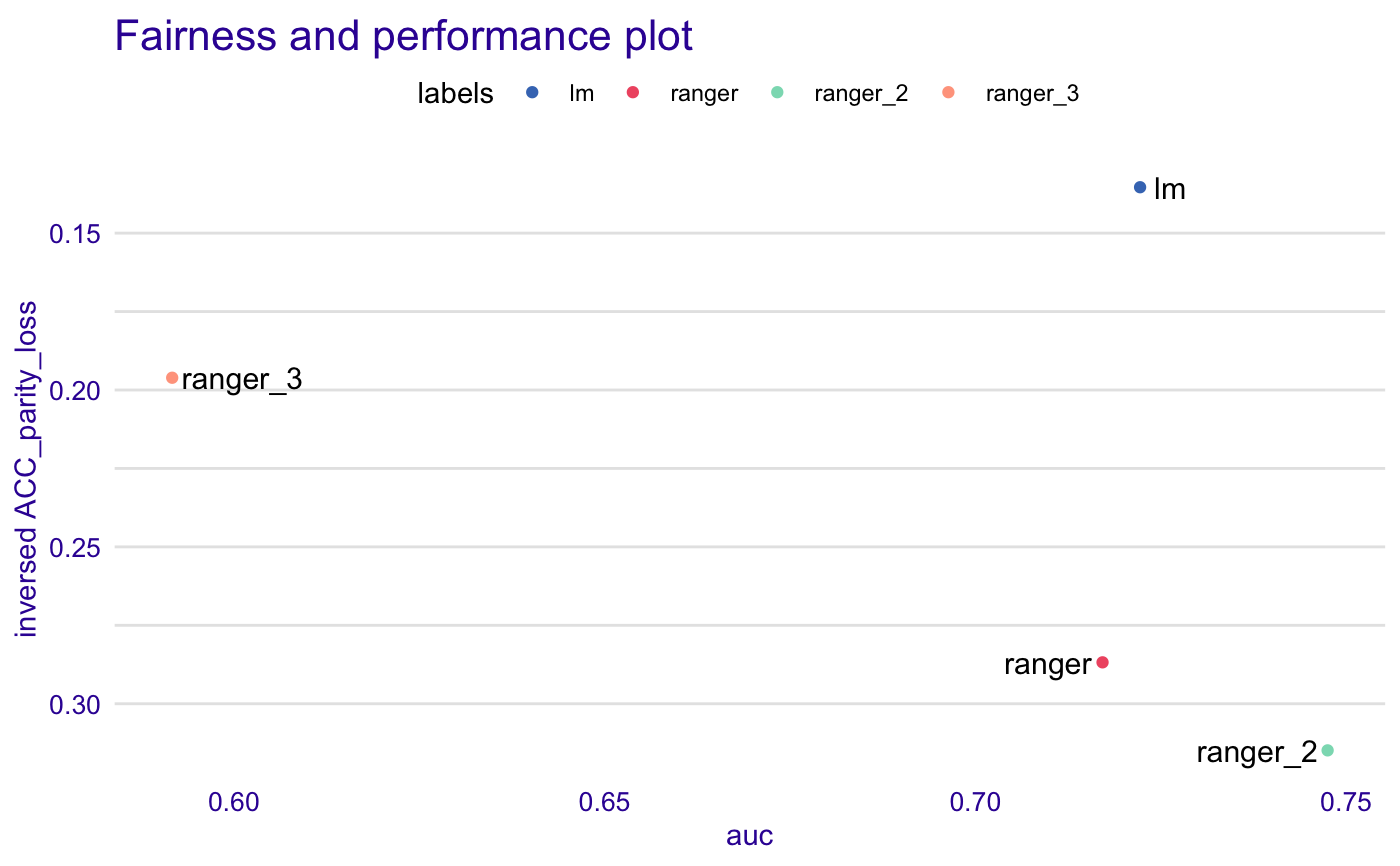 Fairness and performance plot
labels lm ranger ranger_2 ranger_3
lm
0.15
ranger_3
0.20
inversed ACC_parity_loss
0.25
ranger
0.30
ranger_2
0.60 0.65 0.70 0.75
auc